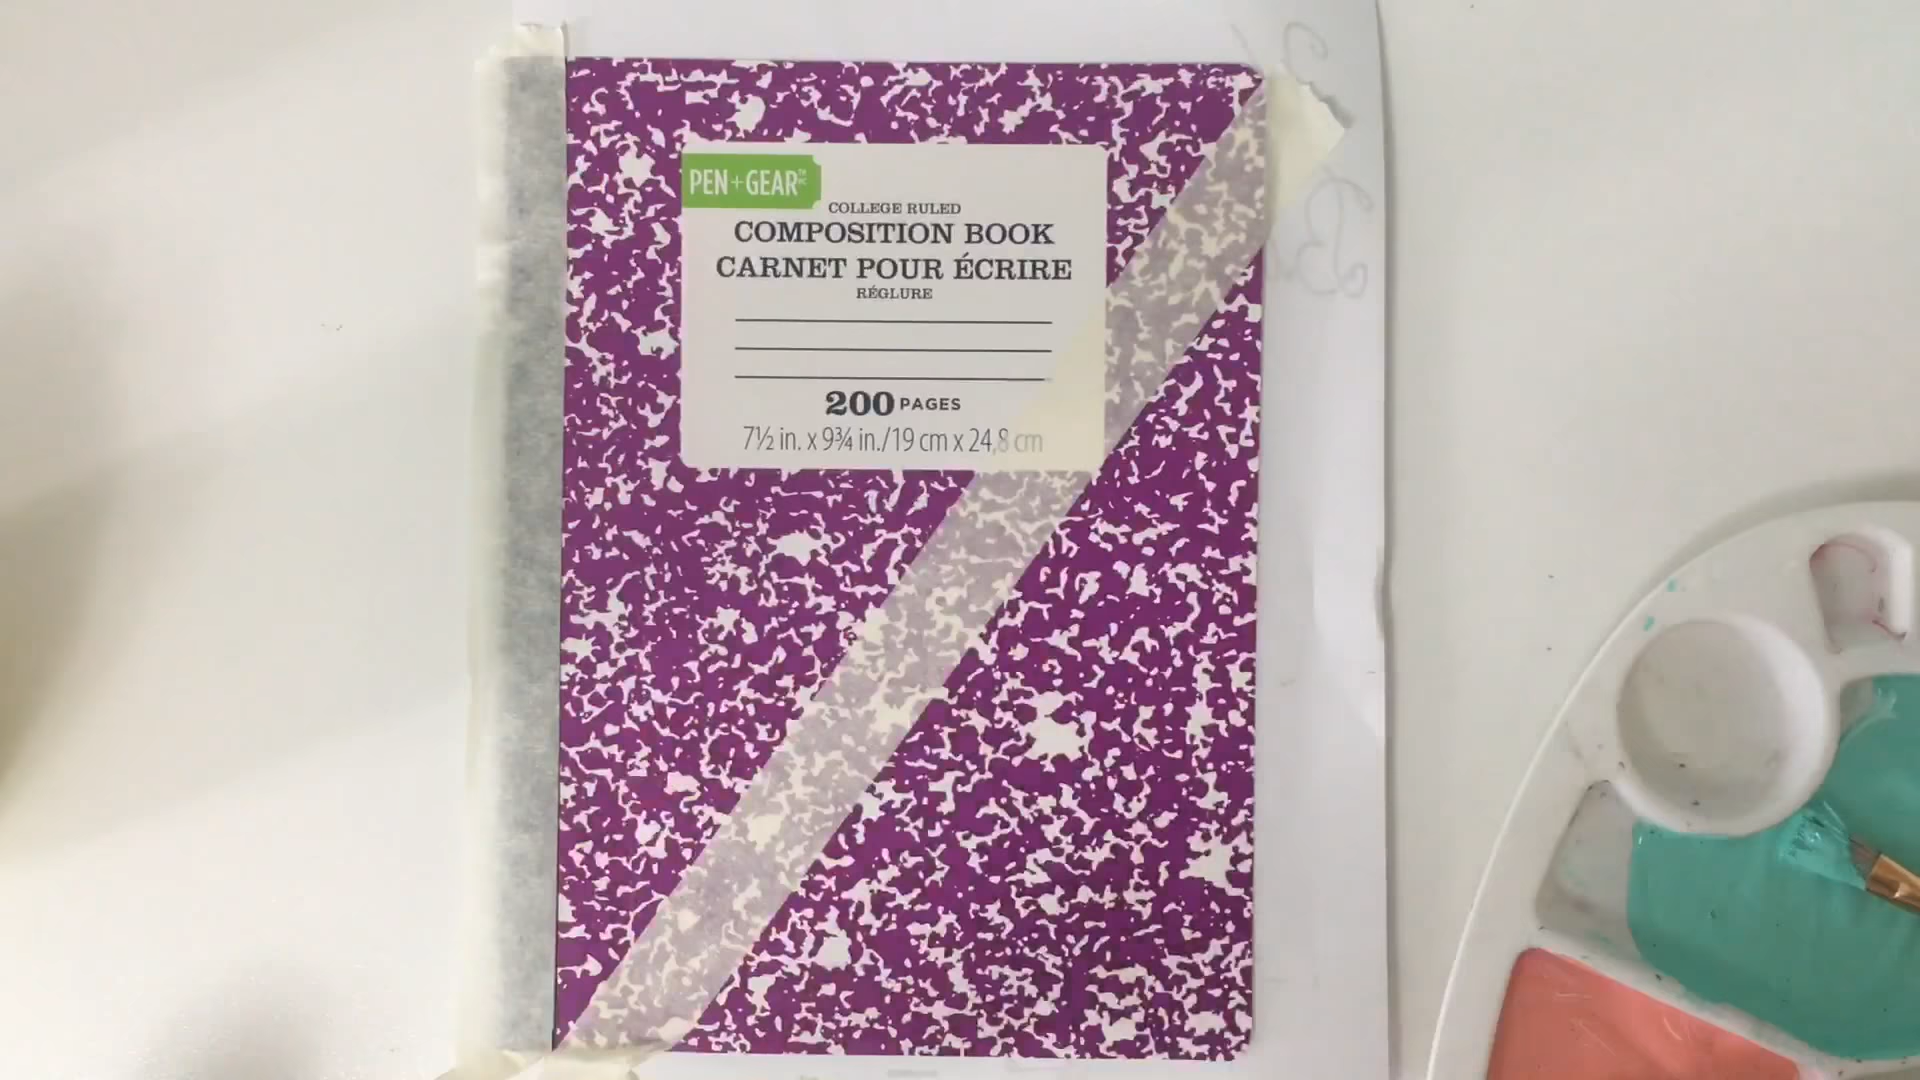 PEN+GEAR
COLLEGE RULED
COMPOSITION BOOK
CARNET POUR ÉCRIRE
RÉGLURE
200 PAGES
7½ in. x 9¾ in./19 cm x 24,8 cm